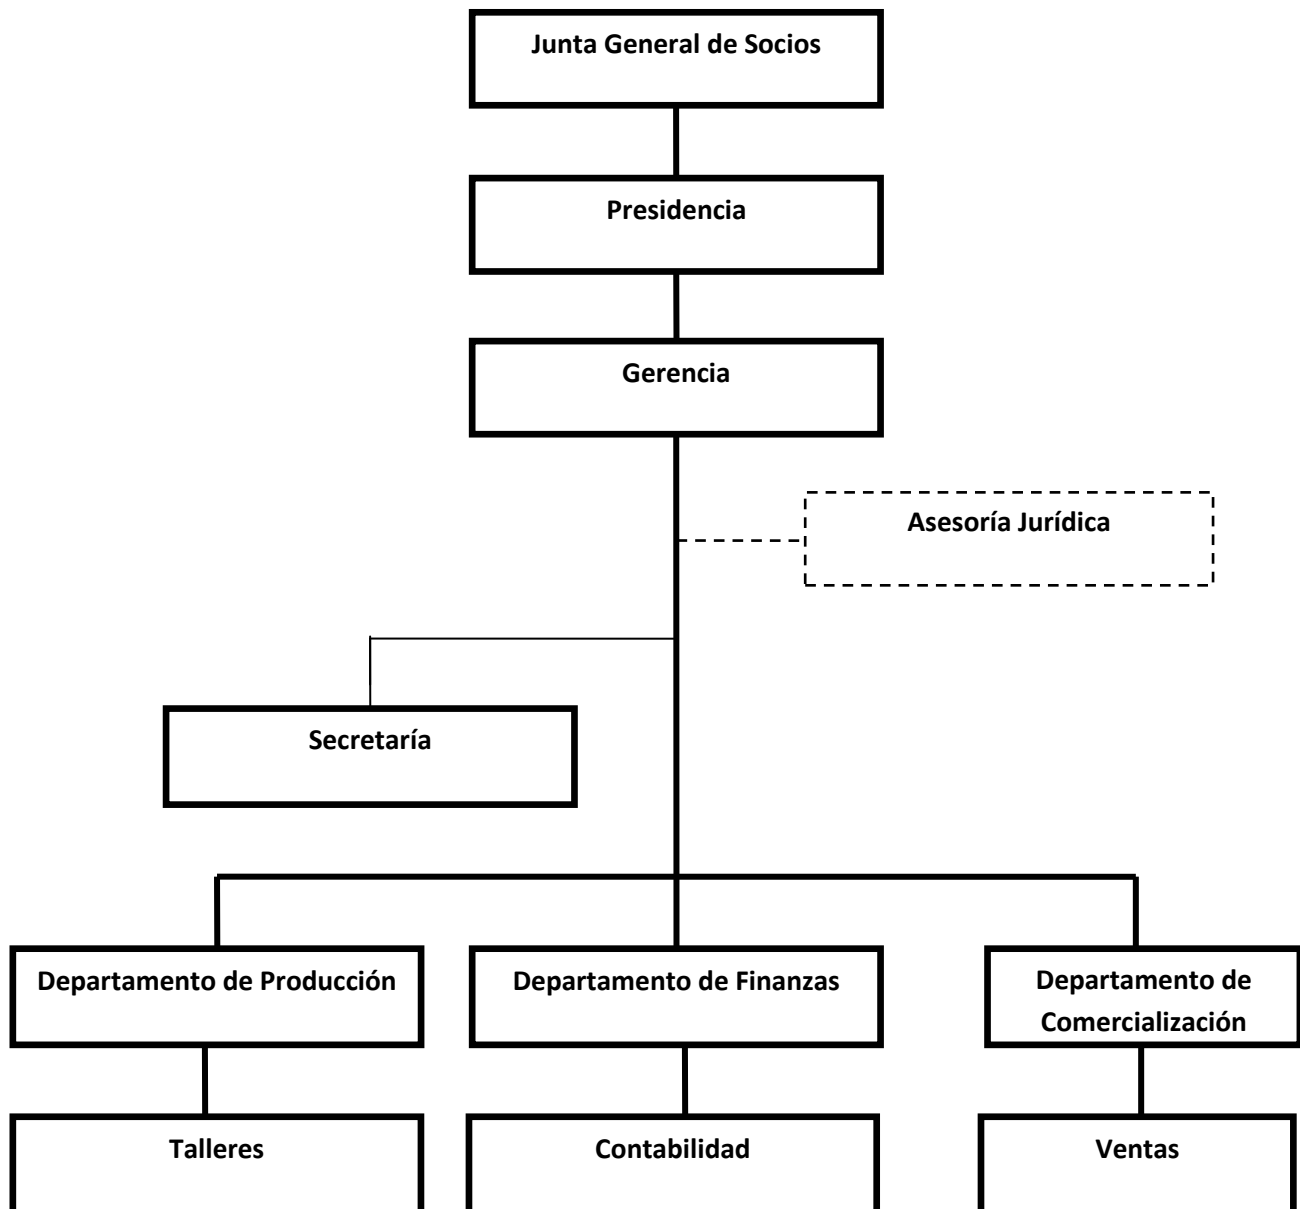 Junta General de Socios
Presidencia
Gerencia
Asesoría Jurídica
Secretaría
Departamento de Producción
Departamento de Finanzas
Departamento de
Comercialización
Talleres
Contabilidad
Ventas